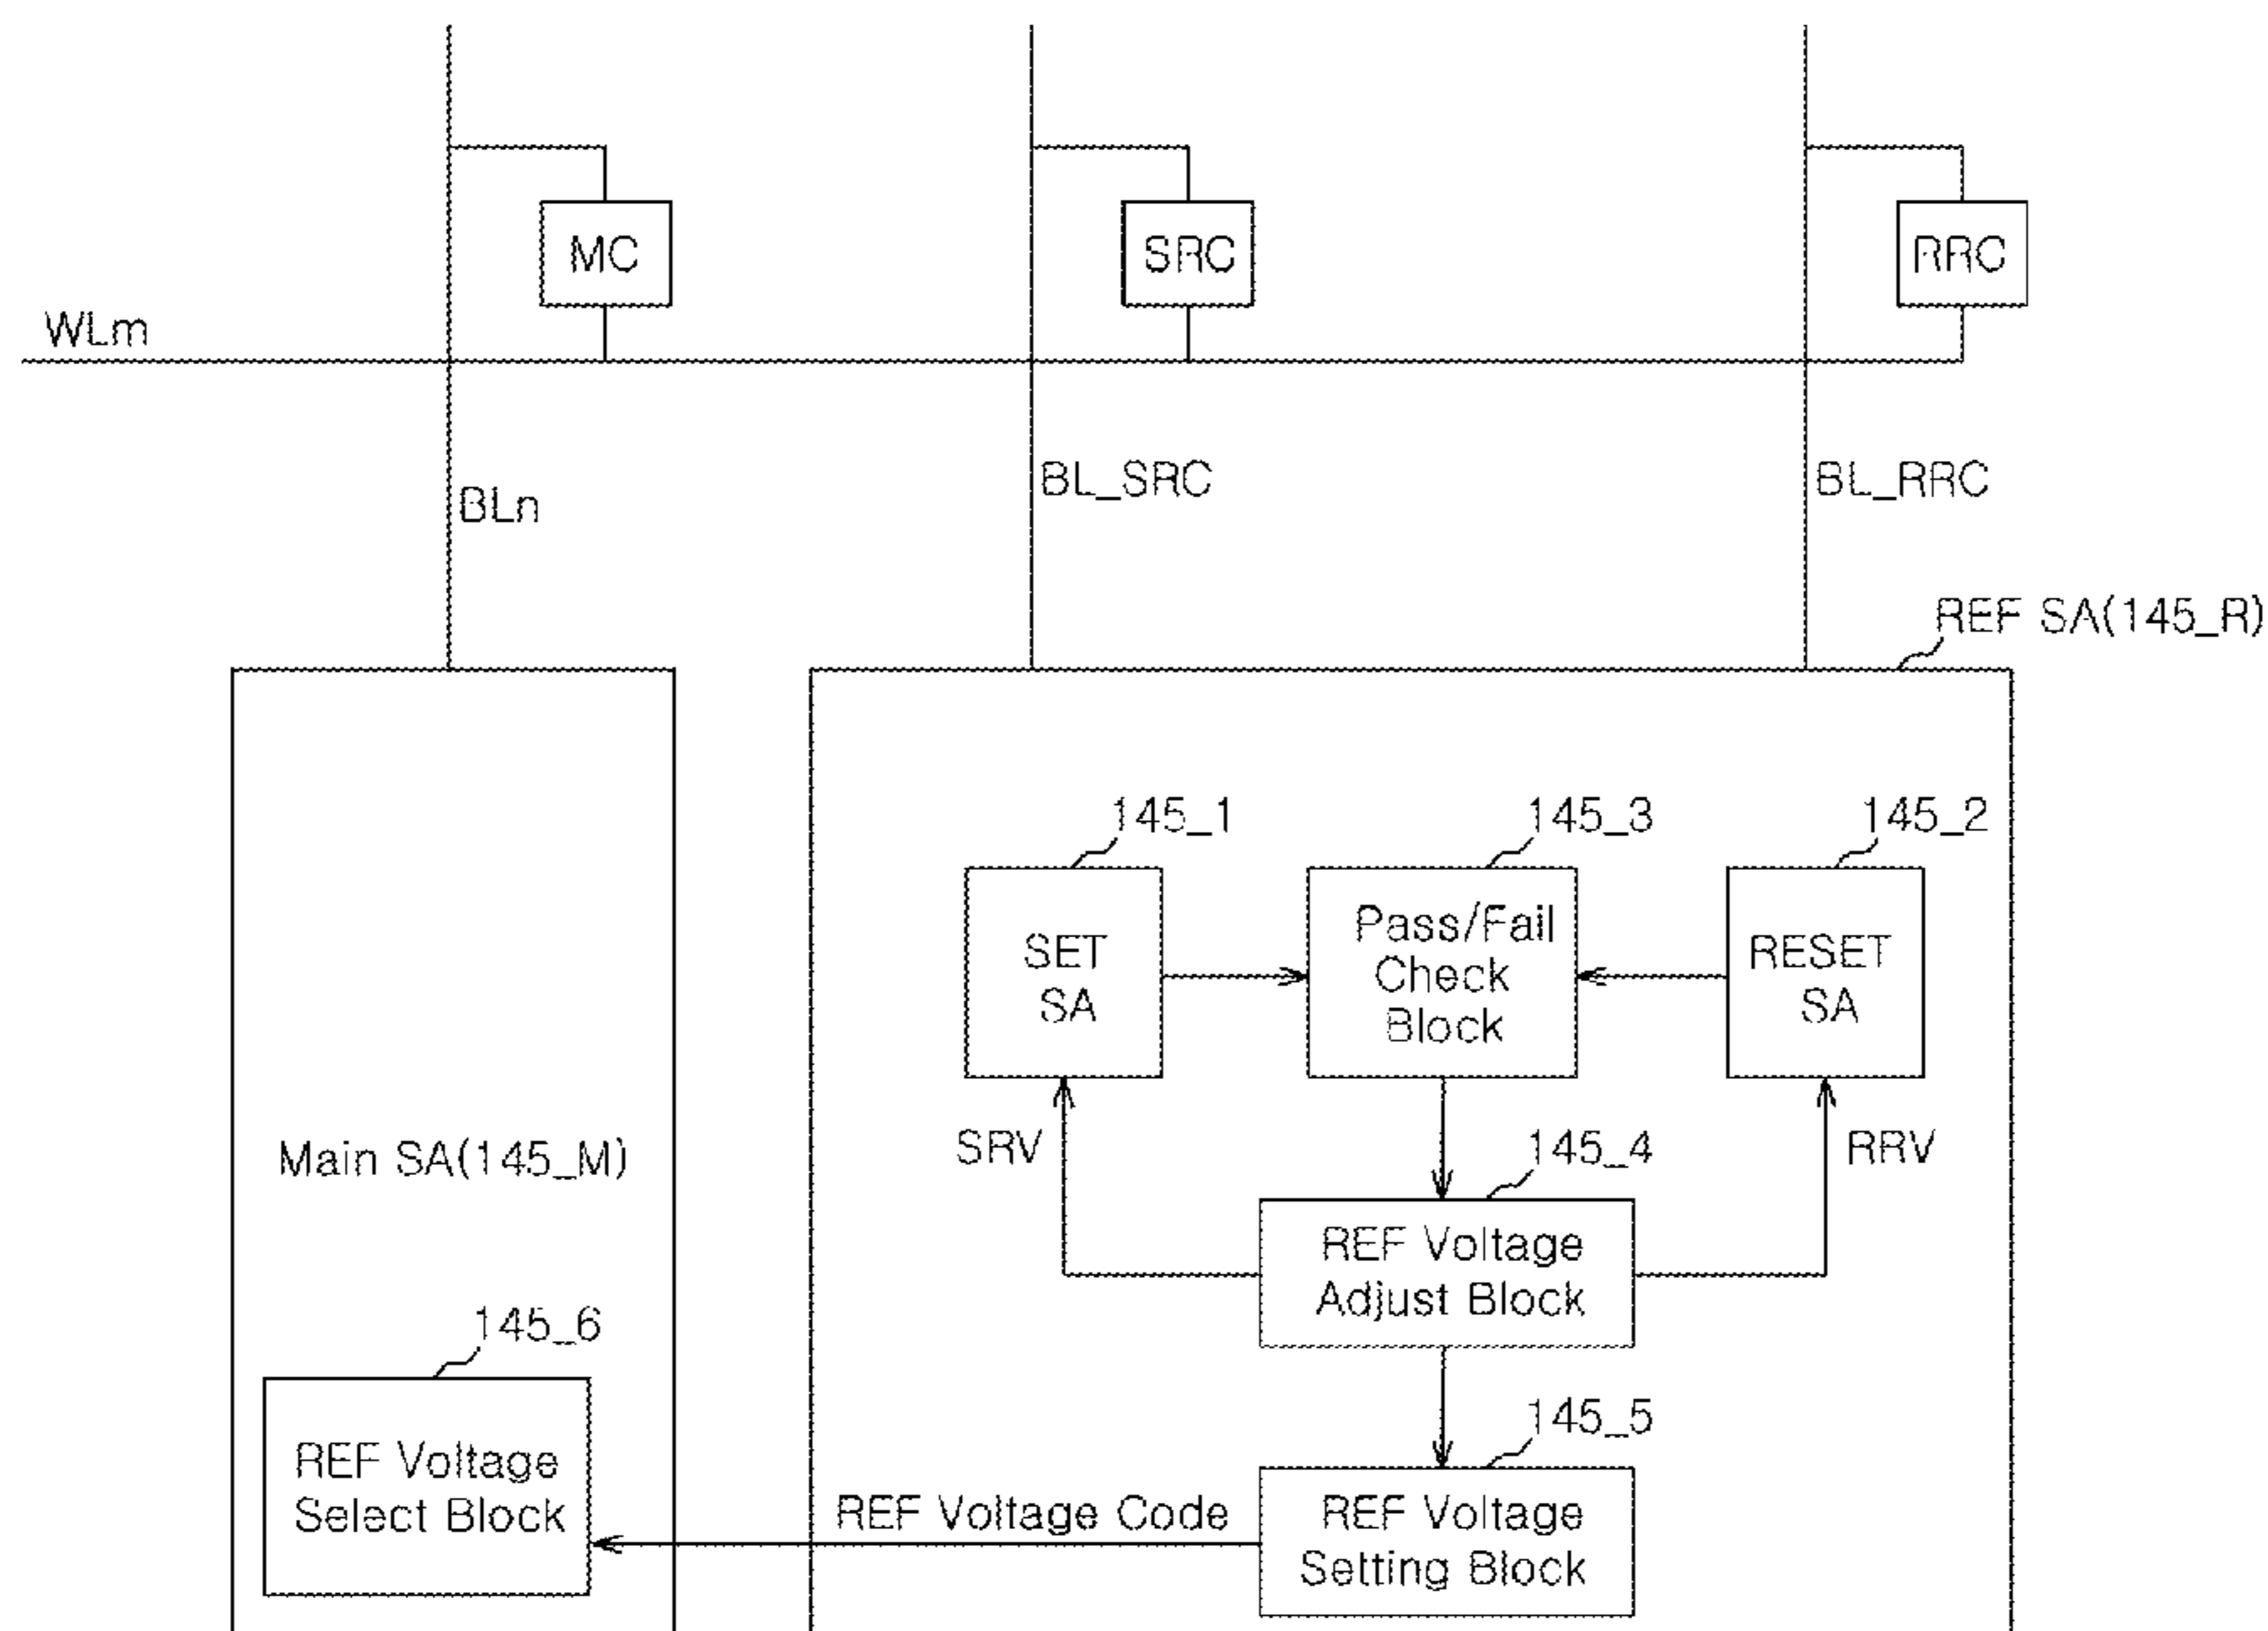 MC
SRC
RRC
WLm
BLn
BL_SRC
BL_RRC
REF SA(145_R)
145_1
145_3
145_2
SET
SA
Pass/Fail
Check
Block
RESET
SA
SRV
145_4
RRV
Main SA(145_M)
REF Voltage
Adjust Block
145_6
145_5
REF Voltage
Select Block
REF Voltage Code
REF Voltage
Setting Block